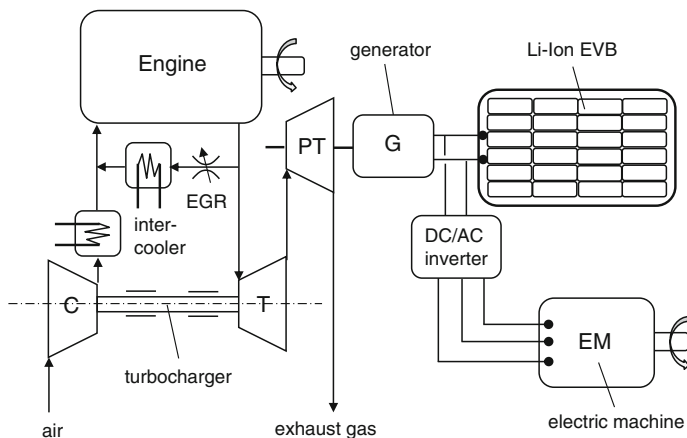 generator
Li-Ion EVB
Engine
PT
G
EGR
inter-
cooler
DC/AC
inverter
C
T
EM
turbocharger
air
exhaust gas
electric machine